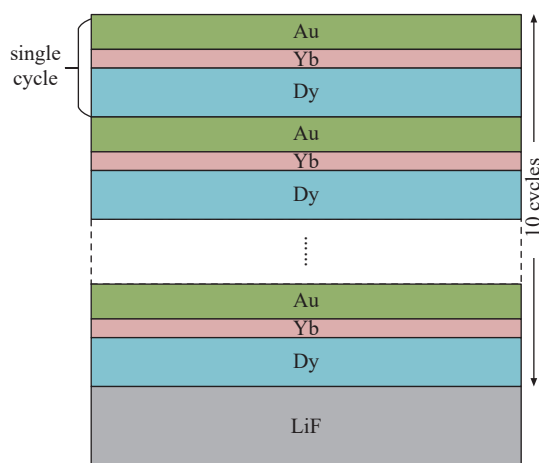 Au
single
cycle
Yb
Dy
Au
Yb
Dy
10 cycles
......
Au
Yb
Dy
LiF